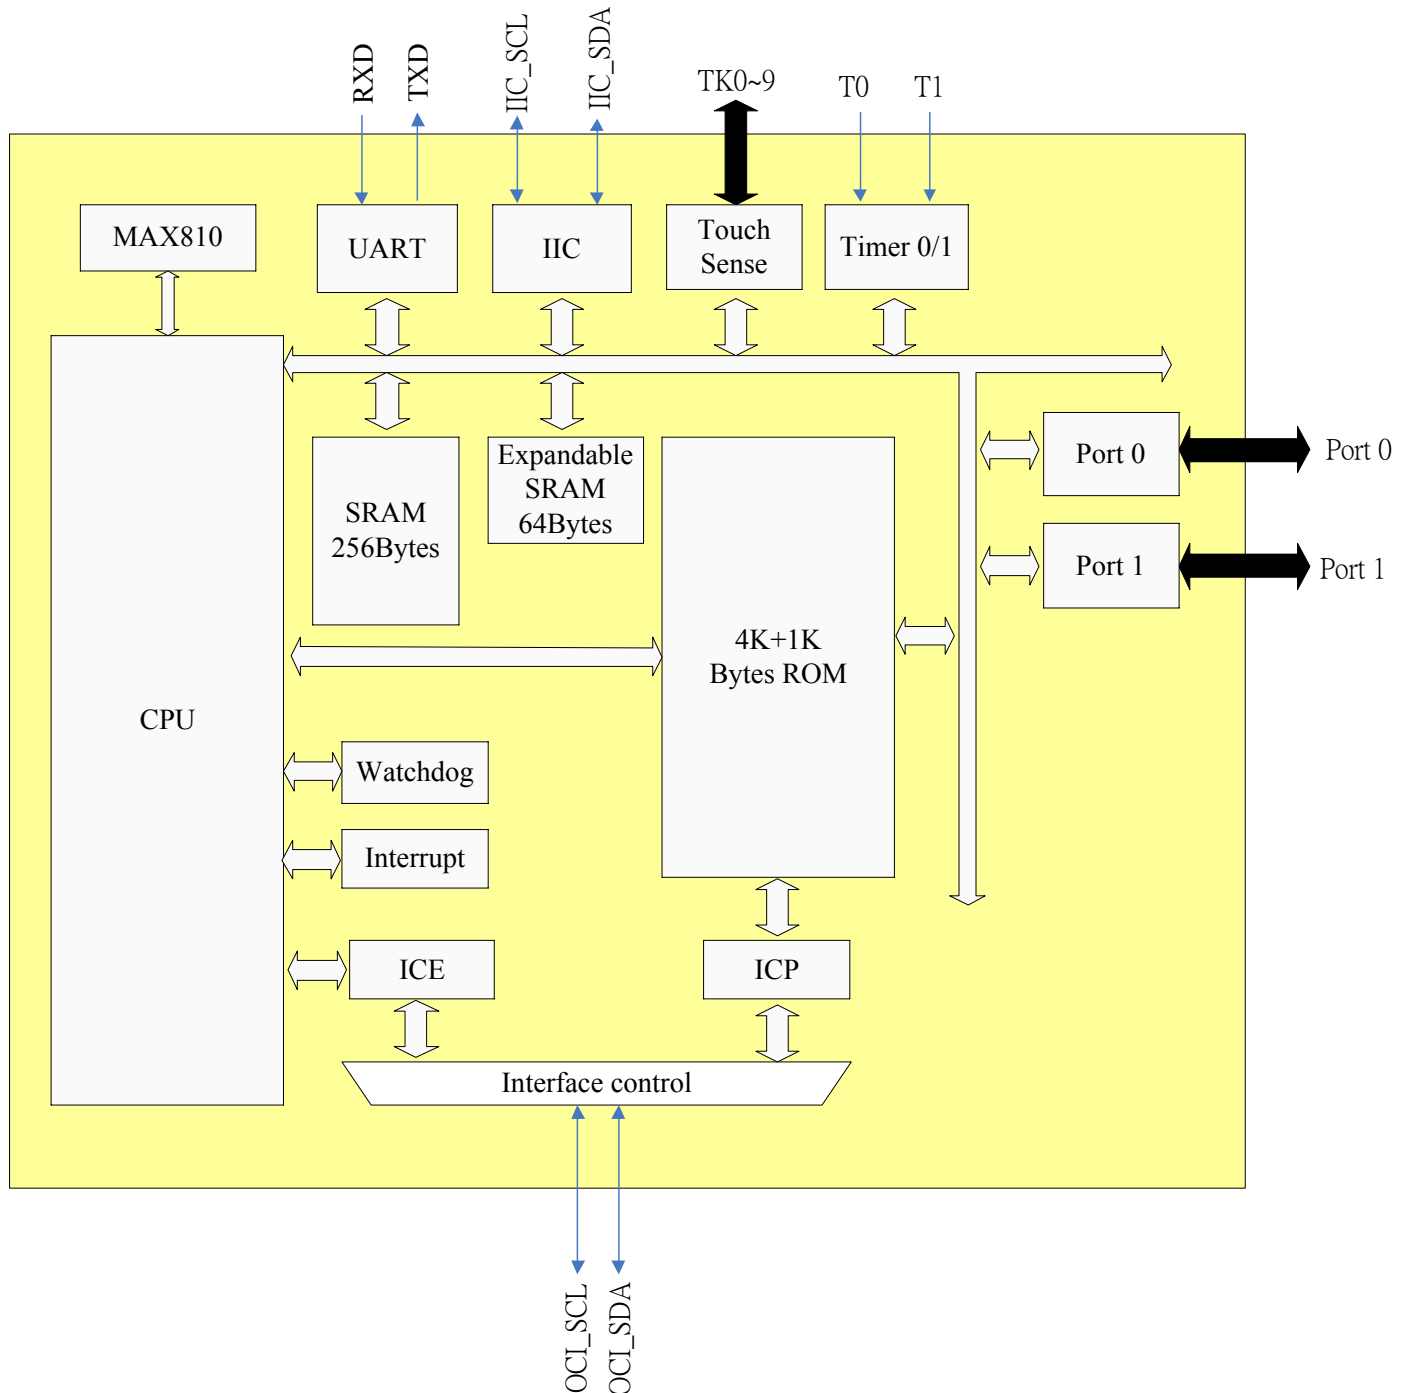 RXD
TXD
IIC_SCL
IIC_SDA
TK0~9
T0
T1
MAX810
UART
IIC
Touch
Sense
Timer 0/1
Port 0
Port 0
Expandable
SRAM
64Bytes
SRAM
256Bytes
Port 1
Port 1
4K+1K
Bytes ROM
CPU
Watchdog
Interrupt
ICE
ICP
Interface control
OCI_SCL
OCI_SDA